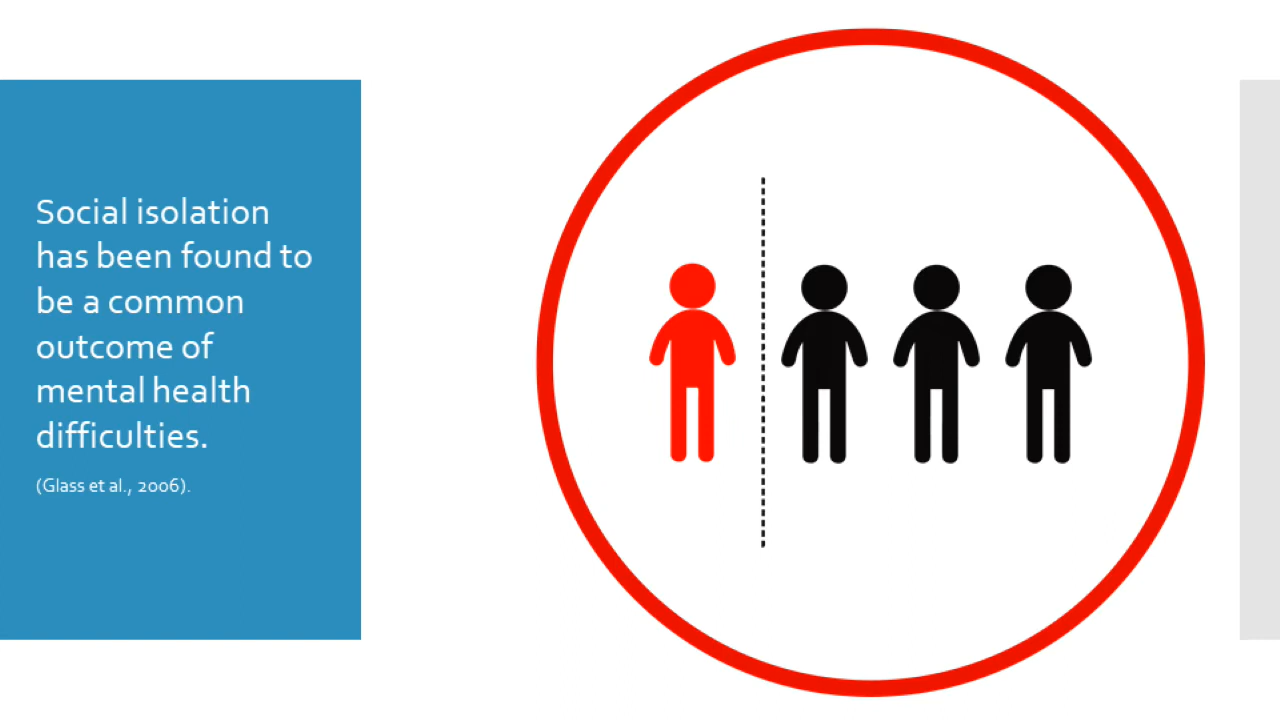 Social isolation
has been found to
be a common
outcome of
mental health
difficulties.
(Glass et al., 2006).